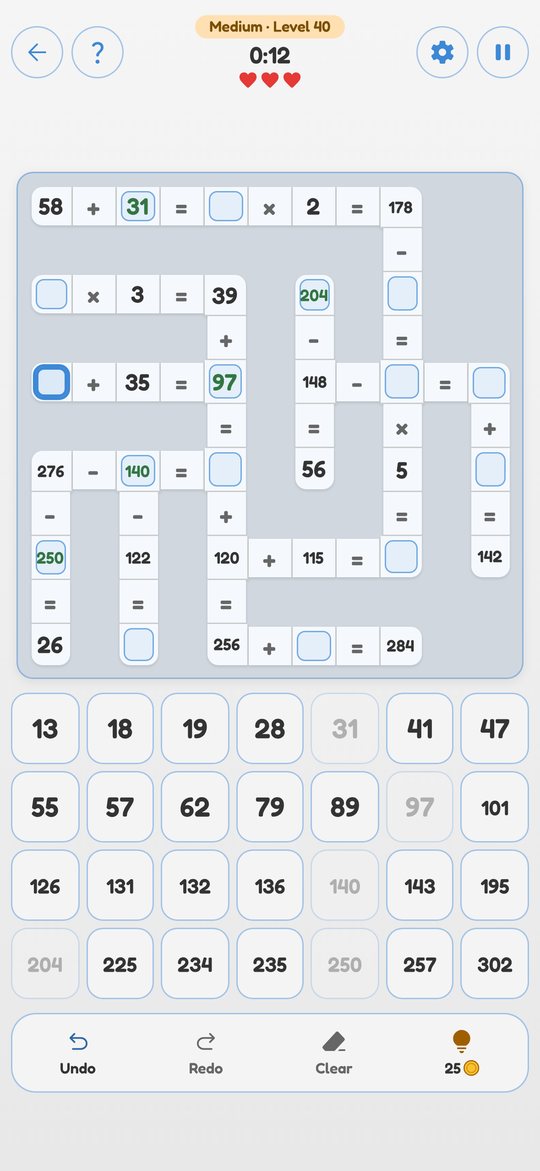 Medium · Level 40
?
0:12
58 + 31 = × 2 = 178
-
× 3 = 39 204
+ - =
+ 35 = 97 148 - =
= = × +
276 - 140 = 56 5
- - + = =
250 122 120 + 115 = 142
= = =
26 256 + = 284
13 18 19 28 31 41 47
55 57 62 79 89 97 101
126 131 132 136 140 143 195
204 225 234 235 250 257 302
Undo Redo Clear 25